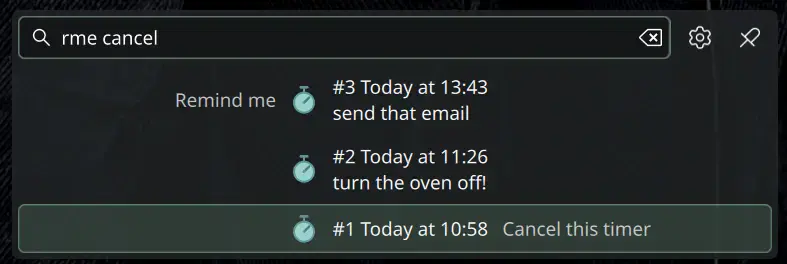 rme cancel
Remind me
#3 Today at 13:43
send that email
#2 Today at 11:26
turn the oven off!
#1 Today at 10:58 Cancel this timer